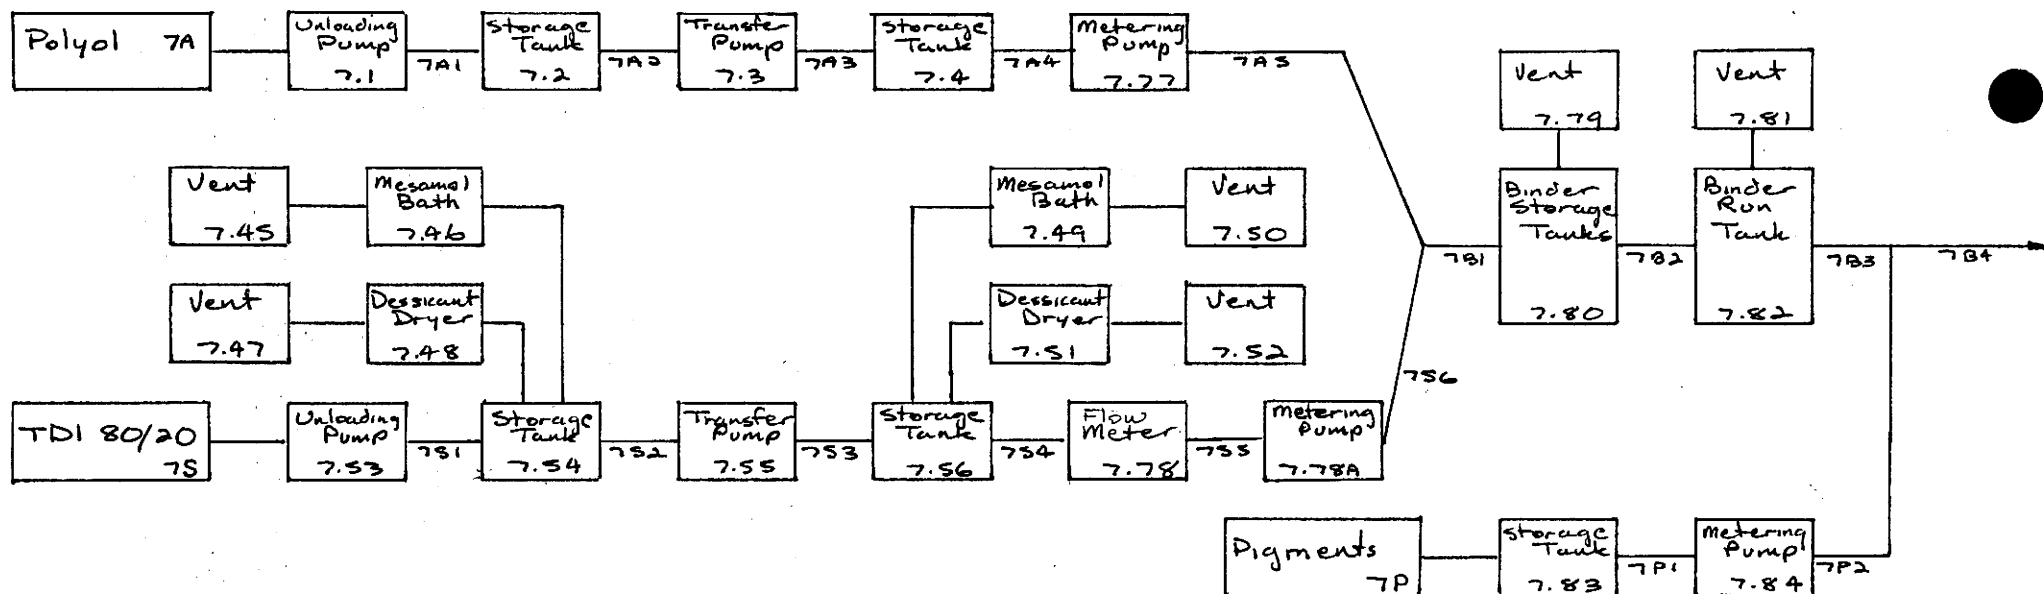 Polyol 7A
Unloading
Pump
7.1
7A1
Storage
Tank
7.2
7A2
Transfer
Pump
7.3
7A3
Storage
Tank
7.4
7A4
Metering
Pump
7.77
7A5
Vent
7.79
Vent
7.81
Vent
7.45
Mesamol
Bath
7.46
Mesamol
Bath
7.49
Vent
7.50
Binder
Storage
Tanks
7.80
Binder
Run
Tank
7.82
7B1
7B2
7B3
7B4
Vent
7.47
Dessicant
Dryer
7.48
Dessicant
Dryer
7.51
Vent
7.52
7S6
TDI 80/20
7S
Unloading
Pump
7.53
7S1
Storage
Tank
7.54
7S2
Transfer
Pump
7.55
7S3
Storage
Tank
7.56
7S4
Flow
Meter
7.78
7S5
Metering
Pump
7.78A
Pigments
7P
Storage
Tank
7.83
7P1
Metering
Pump
7.84
7P2